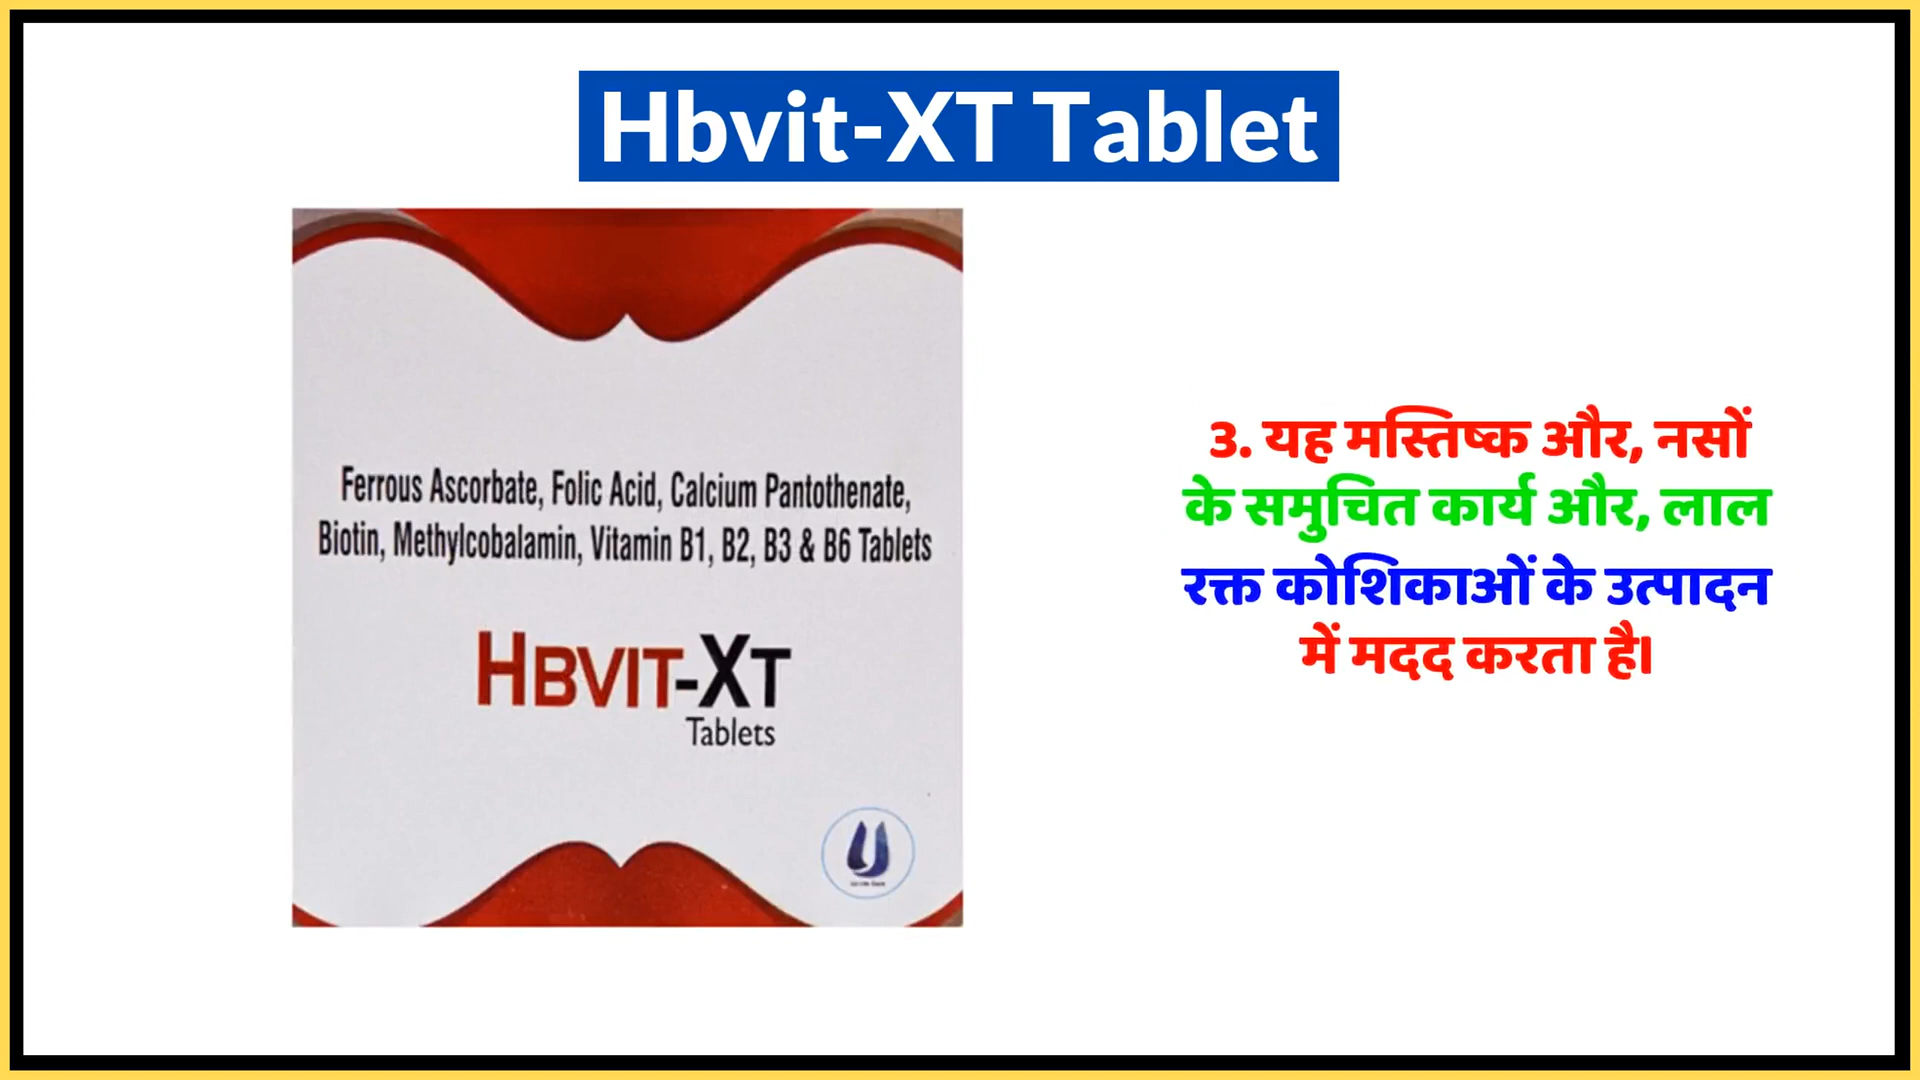 Hbvit-XT Tablet
Ferrous Ascorbate, Folic Acid, Calcium Pantothenate,
Biotin, Methylcobalamin, Vitamin B1, B2, B3 & B6 Tablets
HBVIT-XT
Tablets
3. यह मस्तिष्क और, नसों
के समुचित कार्य और, लाल
रक्त कोशिकाओं के उत्पादन
में मदद करता है।